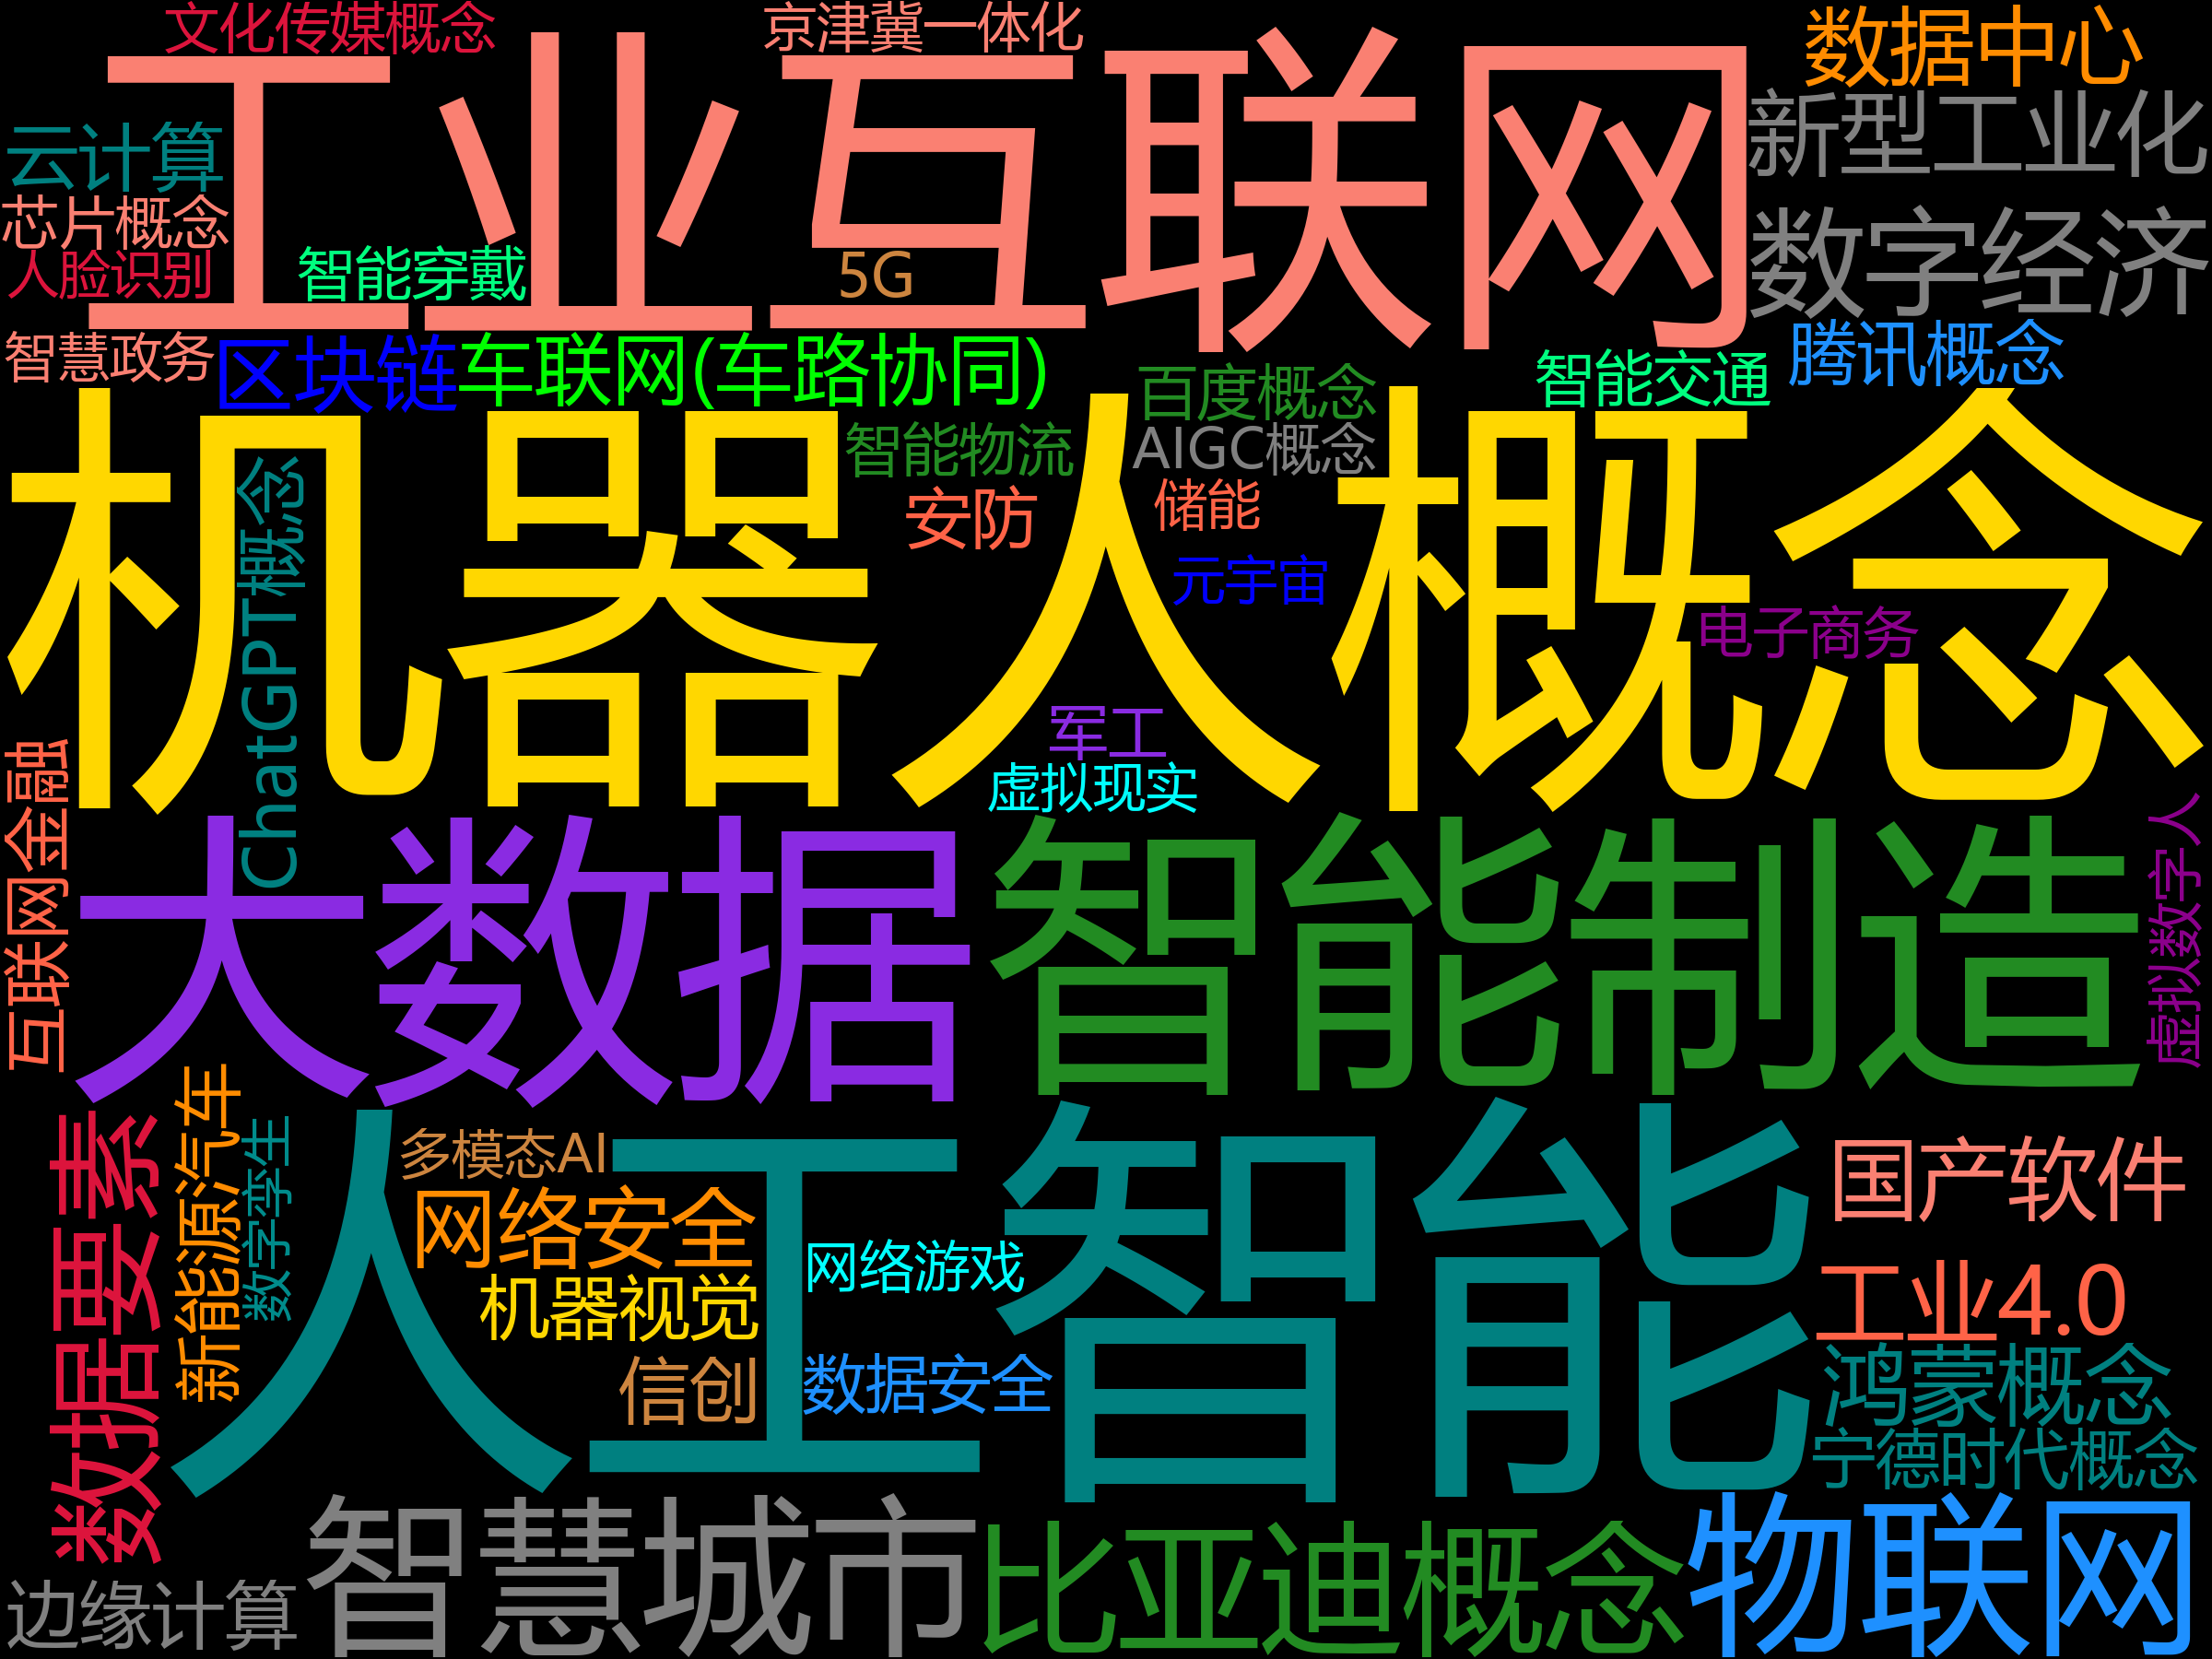 文化传媒概念
京津冀一体化
数据中心
工业互联网
新型工业化
云计算
芯片概念
数字经济
人脸识别
智能穿戴
5G
智慧政务
区块链
车联网(车路协同)
腾讯概念
智能交通
百度概念
AIGC概念
智能物流
机器人概念
ChatGPT概念
安防
储能
元宇宙
电子商务
军工
虚拟现实
互联网金融
大数据
智能制造
虚拟数字人
数据要素
新能源汽车
数字孪生
人工智能
多模态AI
网络安全
国产软件
网络游戏
机器视觉
工业4.0
信创
数据安全
鸿蒙概念
宁德时代概念
智慧城市
比亚迪概念
物联网
边缘计算